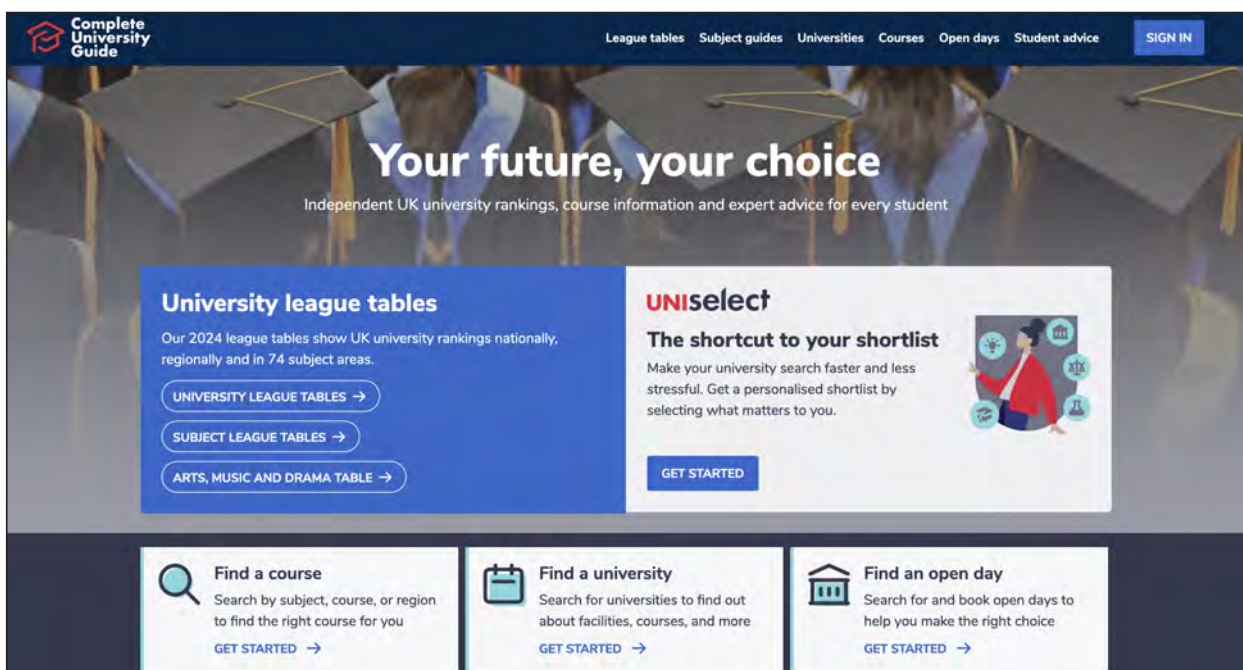 Complete
University
Guide
League tables Subject guides Universities Courses Open days Student advice SIGN IN
Your future, your choice
Independent UK university rankings, course information and expert advice for every student
University league tables
Our 2024 league tables show UK university rankings nationally,
regionally and in 74 subject areas.
UNIVERSITY LEAGUE TABLES →
SUBJECT LEAGUE TABLES →
ARTS, MUSIC AND DRAMA TABLE →
UNIselect
The shortcut to your shortlist
Make your university search faster and less
stressful. Get a personalised shortlist by
selecting what matters to you.
GET STARTED
Find a course
Search by subject, course, or region
to find the right course for you
GET STARTED →
Find a university
Search for universities to find out
about facilities, courses, and more
GET STARTED →
Find an open day
Search for and book open days to
help you make the right choice
GET STARTED →